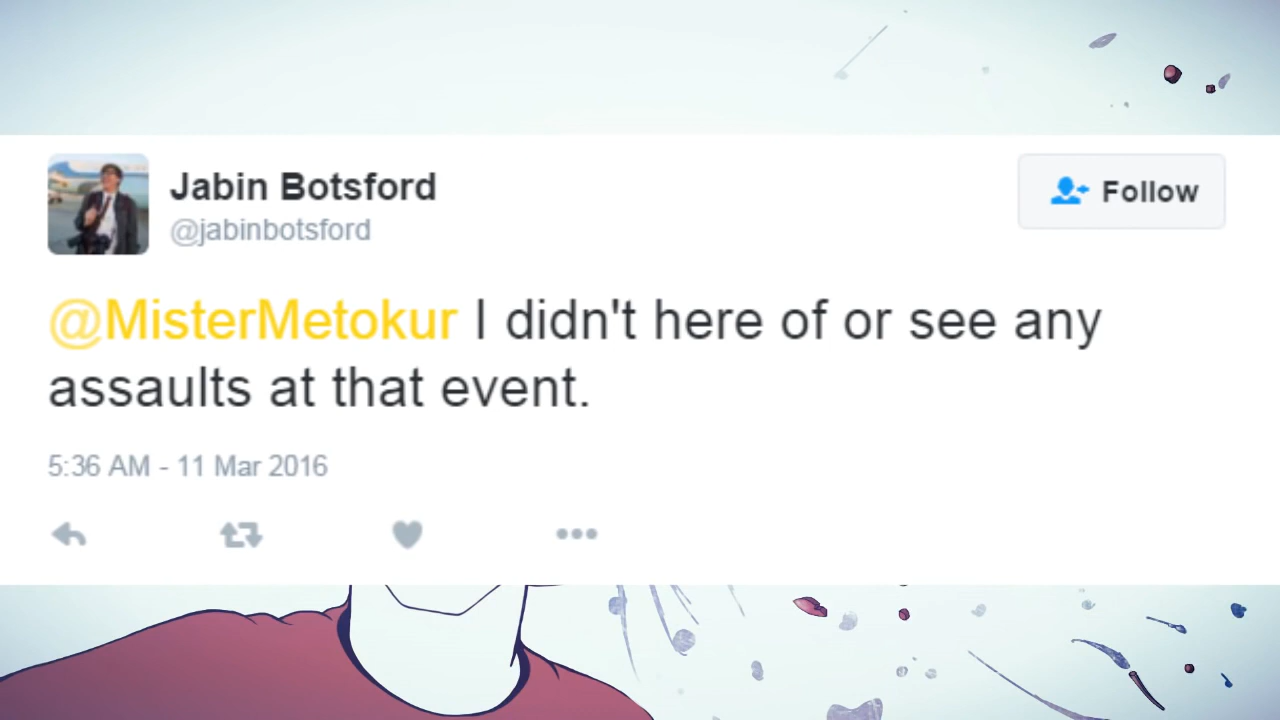 Jabin Botsford
@jabinbotsford
Follow
@MisterMetokur I didn't here of or see any
assaults at that event.
5:36 AM - 11 Mar 2016